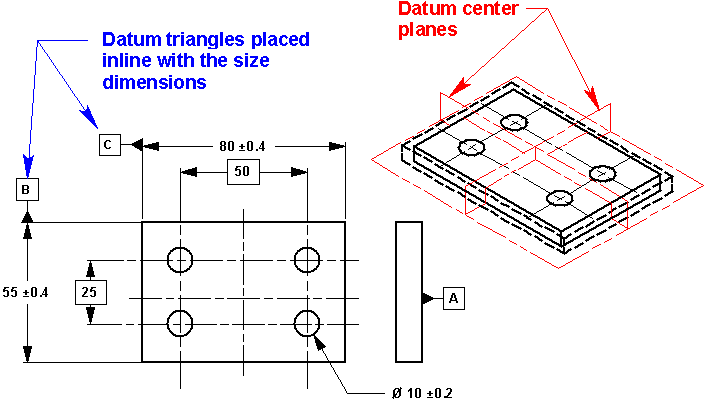 Datum triangles placed
inline with the size
dimensions
Datum center
planes
C
80 ±0.4
50
B
55 ±0.4
25
A
Ø 10 ±0.2